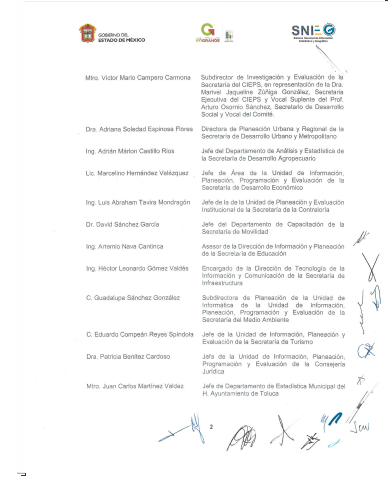 GOBIERNO DEL
ESTADO DE MÉXICO
GRANDE
SNIEG
Mtro. Víctor Mario Campero Carmona
Subdirector de Investigación y Evaluación de la
Secretaría del CIEPS, en representación de la Dra.
Marivel Jaqueline Zúñiga González, Secretaria
Ejecutiva del CIEPS y Vocal Suplente del Prof.
Arturo Osornio Sánchez, Secretario de Desarrollo
Social y Vocal del Comité.
Dra. Adriana Soledad Espinosa Flores
Directora de Planeación Urbana y Regional de la
Secretaría de Desarrollo Urbano y Metropolitano
Ing. Adrián Márlon Castillo Ríos
Jefe del Departamento de Análisis y Estadística de
la Secretaría de Desarrollo Agropecuario
Lic. Marcelino Hernández Velázquez
Jefe de Área de la Unidad de Información,
Planeación, Programación y Evaluación de la
Secretaría de Desarrollo Económico
Ing. Luis Abraham Tavira Mondragón
Jefe de la de la Unidad de Planeación y Evaluación
Institucional de la Secretaría de la Contraloría
Dr. David Sánchez García
Jefe del Departamento de Capacitación de la
Secretaría de Movilidad
Ing. Artemio Nava Cantinca
Asesor de la Dirección de Información y Planeación
de la Secretaría de Educación
Ing. Héctor Leonardo Gómez Valdés
Encargado de la Dirección de Tecnología de la
Información y Comunicación de la Secretaría de
Infraestructura
C. Guadalupe Sánchez González
Subdirectora de Planeación de la Unidad de
Informática de la Unidad de Información,
Planeación, Programación y Evaluación de la
Secretaría del Medio Ambiente
C. Eduardo Compeán Reyes Spíndola
Jefe de la Unidad de Información, Planeación y
Evaluación de la Secretaría de Turismo
Dra. Patricia Benítez Cardoso
Jefa de la Unidad de Información, Planeación,
Programación y Evaluación de la Consejería
Jurídica
Mtro. Juan Carlos Martínez Valdez
Jefe de Departamento de Estadística Municipal del
H. Ayuntamiento de Toluca
2